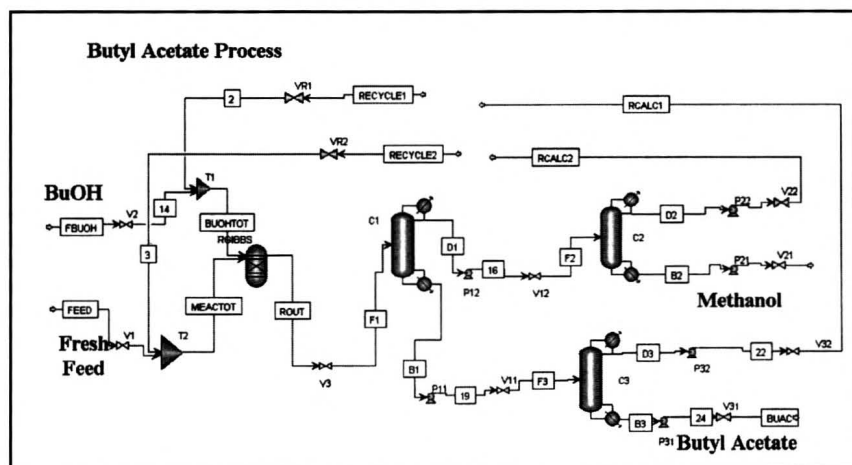 Butyl Acetate Process
2
VR1
RECYCLE1
RCALC1
VR2
RECYCLE2
RCALC2
BuOH
V2
14
T1
FBUOH
BUOHTOT
RGIBBS
C1
D1
P12
16
V12
F2
C2
D2
P22
V22
B2
P21
V21
Methanol
3
FEED
V1
T2
MEACTOT
ROUT
F1
Fresh
Feed
V3
B1
P11
19
V11
F3
C3
D3
P32
22
V32
B3
P31
24
V31
BUAC
Butyl Acetate